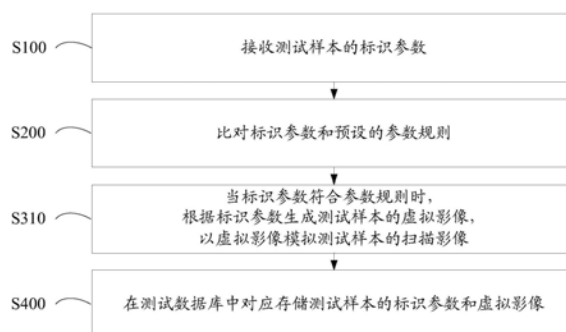 S100
接收测试样本的标识参数
S200
比对标识参数和预设的参数规则
S310
当标识参数符合参数规则时，
根据标识参数生成测试样本的虚拟影像，
以虚拟影像模拟测试样本的扫描影像
S400
在测试数据库中对应存储测试样本的标识参数和虚拟影像